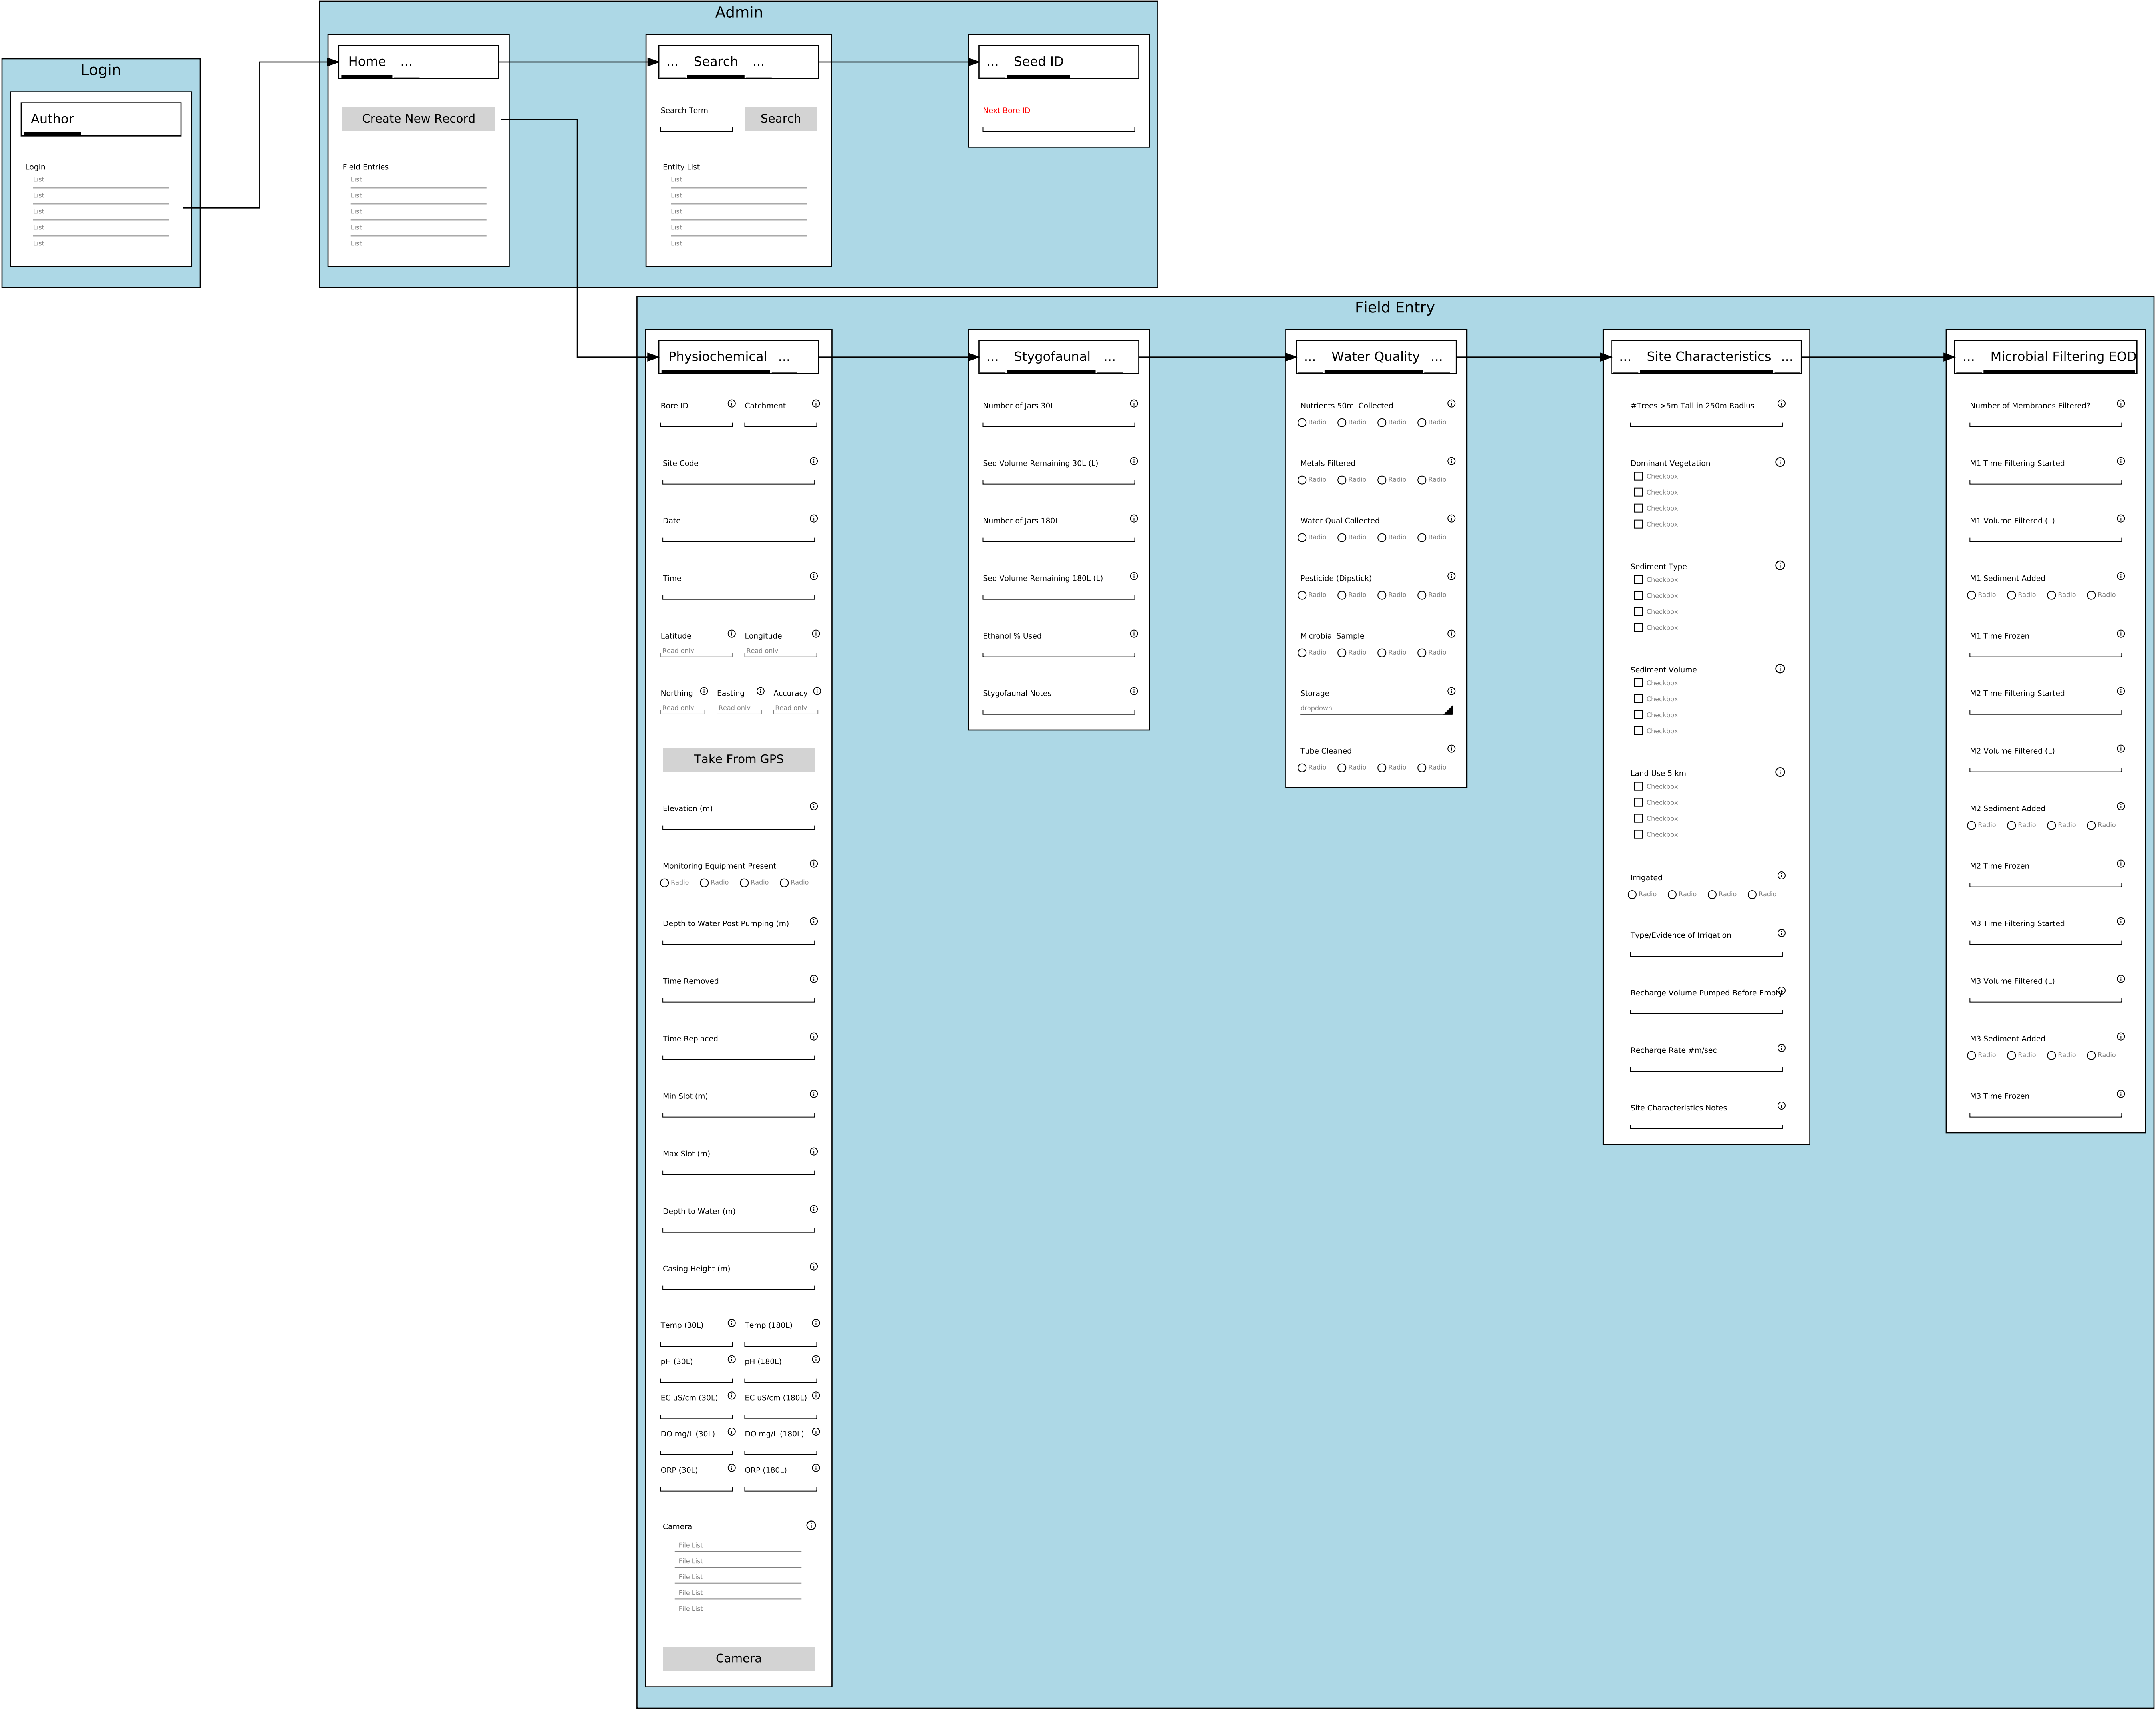 Admin
Login
Home ...
... Search ...
... Seed ID
Author
Create New Record
Search Term
Search
Next Bore ID
Login
List
List
List
List
List
Field Entries
List
List
List
List
List
Entity List
List
List
List
List
List
Field Entry
Physiochemical ...
Bore ID Catchment
Site Code
Date
Time
Latitude Longitude
Read only Read only
Northing Easting Accuracy
Read only Read only Read only
Take From GPS
Elevation (m)
Monitoring Equipment Present
Radio Radio Radio Radio
Depth to Water Post Pumping (m)
Time Removed
Time Replaced
Min Slot (m)
Max Slot (m)
Depth to Water (m)
Casing Height (m)
Temp (30L) Temp (180L)
pH (30L) pH (180L)
EC uS/cm (30L) EC uS/cm (180L)
DO mg/L (30L) DO mg/L (180L)
ORP (30L) ORP (180L)
Camera
File List
File List
File List
File List
File List
Camera
... Stygofaunal ...
Number of Jars 30L
Sed Volume Remaining 30L (L)
Number of Jars 180L
Sed Volume Remaining 180L (L)
Ethanol % Used
Stygofaunal Notes
... Water Quality ...
Nutrients 50ml Collected
Radio Radio Radio Radio
Metals Filtered
Radio Radio Radio Radio
Water Qual Collected
Radio Radio Radio Radio
Pesticide (Dipstick)
Radio Radio Radio Radio
Microbial Sample
Radio Radio Radio Radio
Storage
dropdown
Tube Cleaned
Radio Radio Radio Radio
... Site Characteristics ...
#Trees >5m Tall in 250m Radius
Dominant Vegetation
Checkbox
Checkbox
Checkbox
Checkbox
Sediment Type
Checkbox
Checkbox
Checkbox
Checkbox
Sediment Volume
Checkbox
Checkbox
Checkbox
Checkbox
Land Use 5 km
Checkbox
Checkbox
Checkbox
Checkbox
Irrigated
Radio Radio Radio Radio
Type/Evidence of Irrigation
Recharge Volume Pumped Before Empty
Recharge Rate #m/sec
Site Characteristics Notes
... Microbial Filtering EOD
Number of Membranes Filtered?
M1 Time Filtering Started
M1 Volume Filtered (L)
M1 Sediment Added
Radio Radio Radio Radio
M1 Time Frozen
M2 Time Filtering Started
M2 Volume Filtered (L)
M2 Sediment Added
Radio Radio Radio Radio
M2 Time Frozen
M3 Time Filtering Started
M3 Volume Filtered (L)
M3 Sediment Added
Radio Radio Radio Radio
M3 Time Frozen